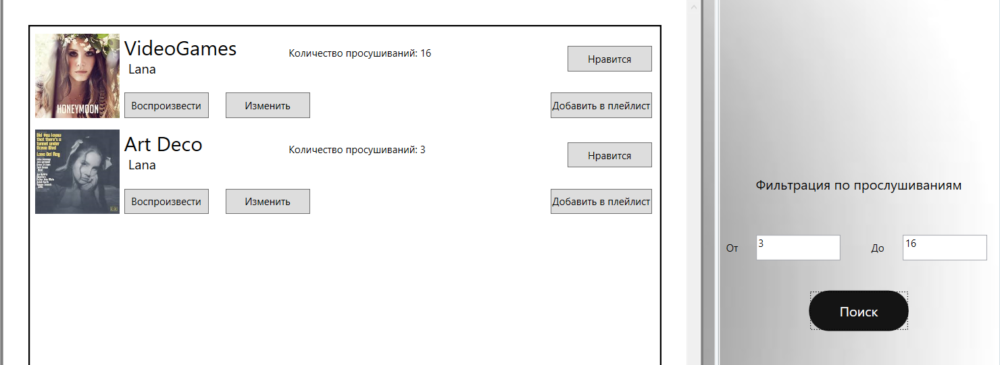 VideoGames
Количество просушиваний: 16
Нравится
Lana
HONEYMOON
Воспроизвести
Изменить
Добавить в плейлист
Did you know
that there's a
tunnel under
Ocean Blvd
Lana Del Rey
Art Deco
Количество просушиваний: 3
Нравится
Lana
Воспроизвести
Изменить
Добавить в плейлист
Фильтрация по прослушиваниям
От
3
До
16
Поиск